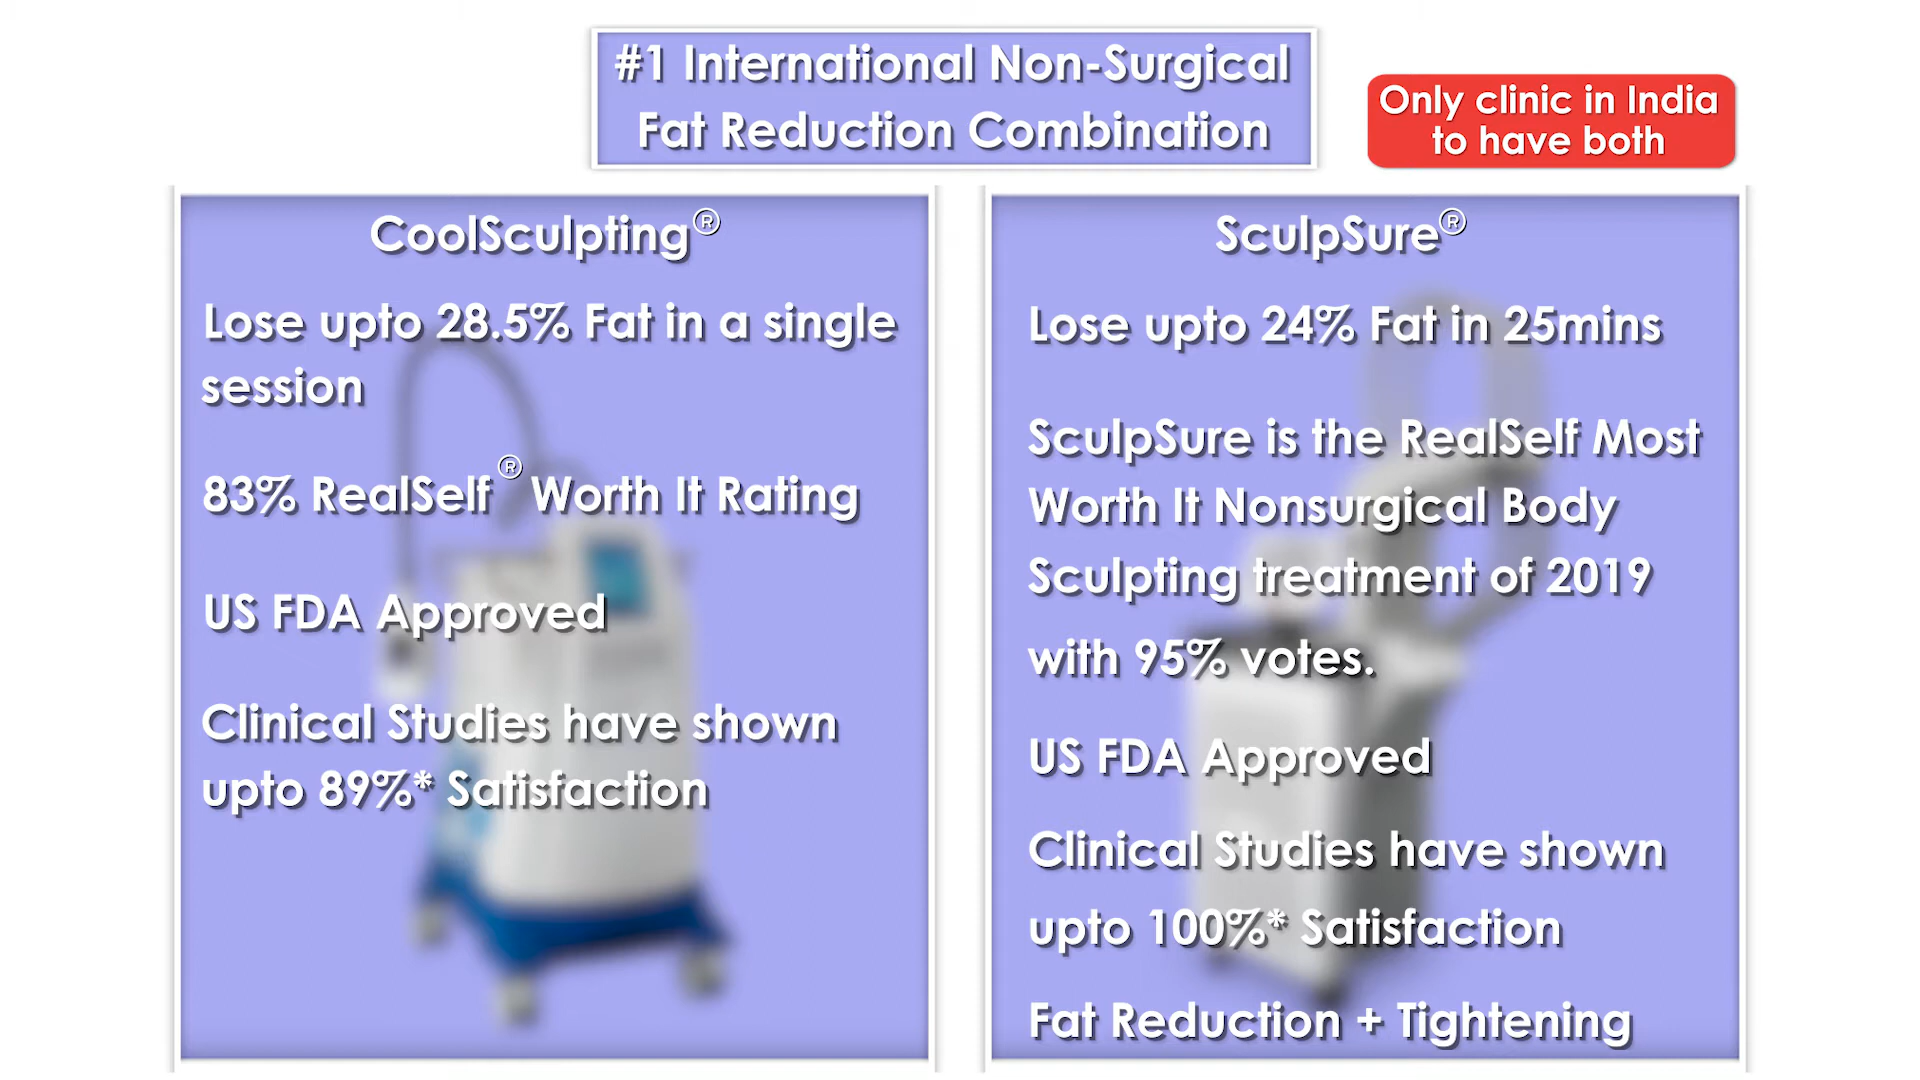 #1 International Non-Surgical
Fat Reduction Combination
Only clinic in India
to have both
CoolSculpting®
Lose upto 28.5% Fat in a single
session
83% RealSelf® Worth It Rating
US FDA Approved
Clinical Studies have shown
upto 89%* Satisfaction
SculpSure®
Lose upto 24% Fat in 25mins
SculpSure is the RealSelf Most
Worth It Nonsurgical Body
Sculpting treatment of 2019
with 95% votes.
US FDA Approved
Clinical Studies have shown
upto 100%* Satisfaction
Fat Reduction + Tightening